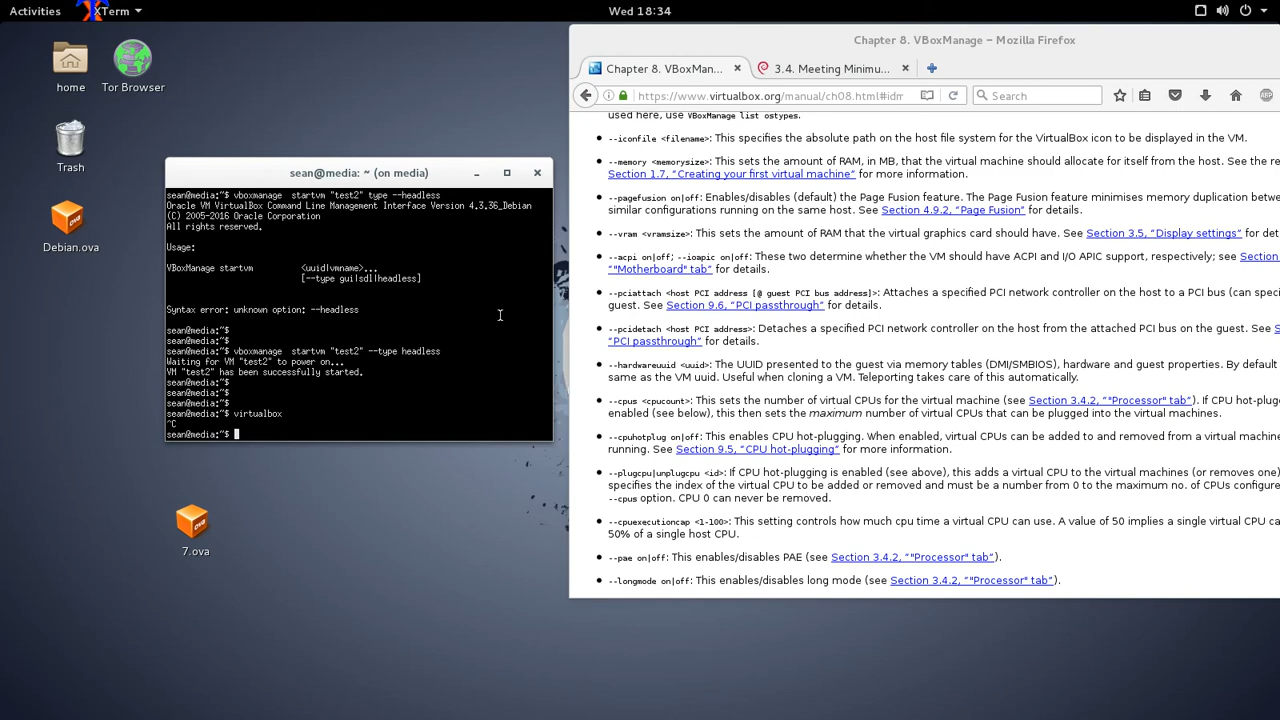 Activities
XTerm
Wed 18:34
home
Tor Browser
Trash
Debian.ova
7.ova
sean@media: ~ (on media)
sean@media:~$ vboxmanage  startvm "test2" type --headless
Oracle VM VirtualBox Command Line Management Interface Version 4.3.36_Debian
(C) 2005-2016 Oracle Corporation
All rights reserved.
Usage:
VBoxManage startvm          <uuid|vmname>...
[--type gui|sdl|headless]
Syntax error: unknown option: --headless
sean@media:~$
sean@media:~$
sean@media:~$ vboxmanage  startvm "test2" --type headless
Waiting for VM "test2" to power on...
VM "test2" has been successfully started.
sean@media:~$
sean@media:~$
sean@media:~$
sean@media:~$ virtualbox
^C
sean@media:~$
Chapter 8. VBoxManage – Mozilla Firefox
Chapter 8. VBoxMan... ×
3.4. Meeting Minimu... ×
https://www.virtualbox.org/manual/ch08.html#idm
Search
used here, use VBoxManage list ostypes.
• --iconfile <filename>: This specifies the absolute path on the host file system for the VirtualBox icon to be displayed in the VM.
• --memory <memorysize>: This sets the amount of RAM, in MB, that the virtual machine should allocate for itself from the host. See the re
Section 1.7, “Creating your first virtual machine” for more information.
• --pagefusion on|off: Enables/disables (default) the Page Fusion feature. The Page Fusion feature minimises memory duplication betwe
similar configurations running on the same host. See Section 4.9.2, “Page Fusion” for details.
• --vram <vramsize>: This sets the amount of RAM that the virtual graphics card should have. See Section 3.5, “Display settings” for det
• --acpi on|off; --ioapic on|off: These two determine whether the VM should have ACPI and I/O APIC support, respectively; see Section
“"Motherboard" tab” for details.
• --pciattach <host PCI address [@ guest PCI bus address]>: Attaches a specified PCI network controller on the host to a PCI bus (can speci
guest. See Section 9.6, “PCI passthrough” for details.
• --pcidetach <host PCI address>: Detaches a specified PCI network controller on the host from the attached PCI bus on the guest. See S
“PCI passthrough” for details.
• --hardwareuuid <uuid>: The UUID presented to the guest via memory tables (DMI/SMBIOS), hardware and guest properties. By default
same as the VM uuid. Useful when cloning a VM. Teleporting takes care of this automatically.
• --cpus <cpucount>: This sets the number of virtual CPUs for the virtual machine (see Section 3.4.2, “"Processor" tab”). If CPU hot-plugg
enabled (see below), this then sets the maximum number of virtual CPUs that can be plugged into the virtual machines.
• --cpuhotplug on|off: This enables CPU hot-plugging. When enabled, virtual CPUs can be added to and removed from a virtual machine
running. See Section 9.5, “CPU hot-plugging” for more information.
• --plugcpu|unplugcpu <id>: If CPU hot-plugging is enabled (see above), this adds a virtual CPU to the virtual machines (or removes one)
specifies the index of the virtual CPU to be added or removed and must be a number from 0 to the maximum no. of CPUs configure
--cpus option. CPU 0 can never be removed.
• --cpuexecutioncap <1-100>: This setting controls how much cpu time a virtual CPU can use. A value of 50 implies a single virtual CPU ca
50% of a single host CPU.
• --pae on|off: This enables/disables PAE (see Section 3.4.2, “"Processor" tab”).
• --longmode on|off: This enables/disables long mode (see Section 3.4.2, “"Processor" tab”).